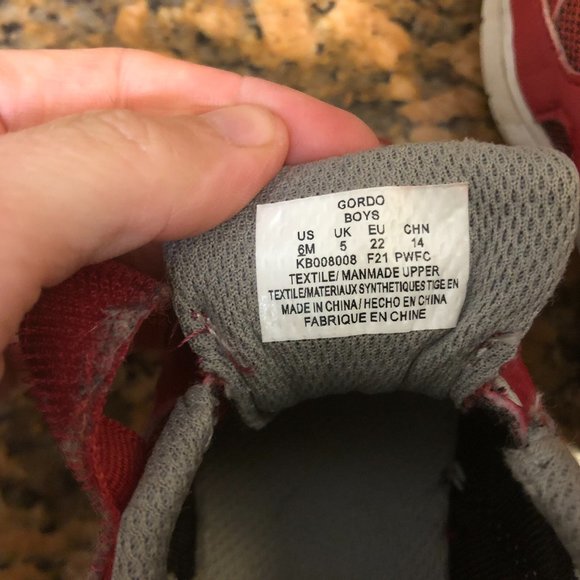 GORDO
BOYS
US UK EU CHN
6M 5 22 14
KB008008 F21 PWFC
TEXTILE/ MANMADE UPPER
TEXTILE/MATERIAUX SYNTHETIQUES TIGE EN
MADE IN CHINA/ HECHO EN CHINA
FABRIQUE EN CHINE